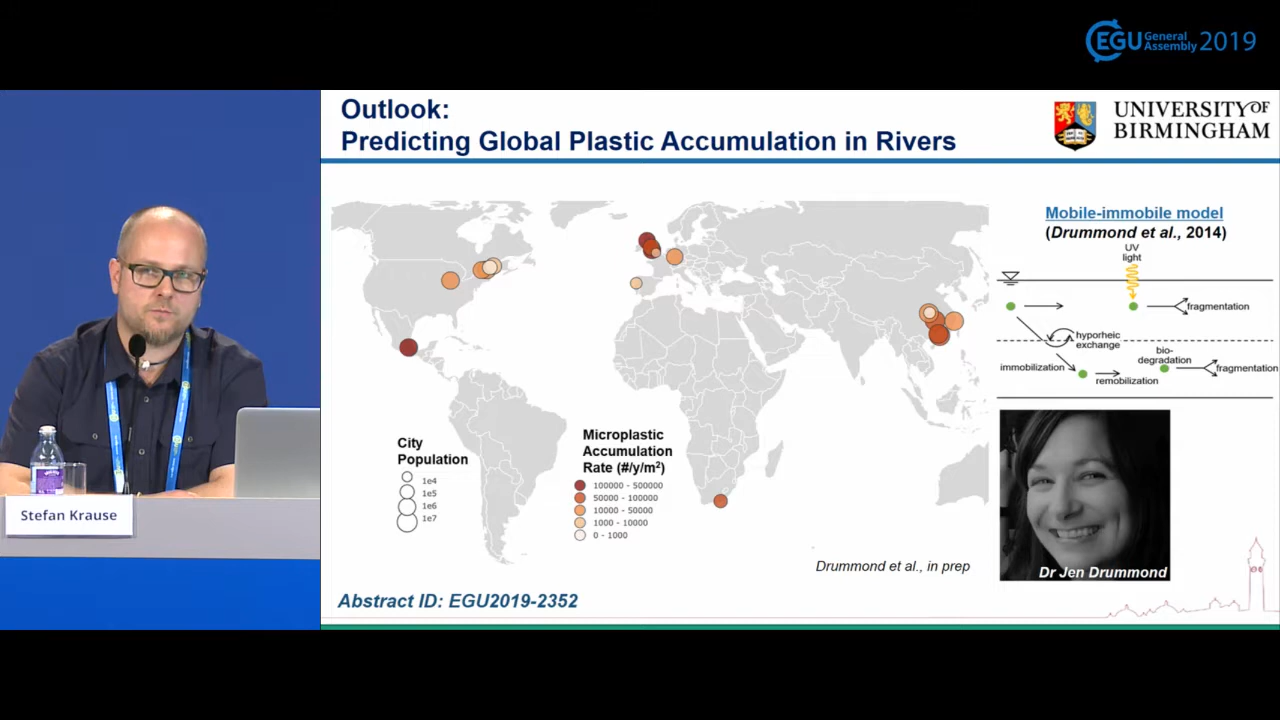 EGU General Assembly 2019
Outlook:
Predicting Global Plastic Accumulation in Rivers
UNIVERSITY OF
BIRMINGHAM
Mobile-immobile model
(Drummond et al., 2014)
UV
light
fragmentation
hyporheic
exchange
immobilization
bio-
degradation
remobilization
fragmentation
City
Population
1e4
1e5
1e6
1e7
Microplastic
Accumulation
Rate (#/y/m²)
100000 - 500000
50000 - 100000
10000 - 50000
1000 - 10000
0 - 1000
Drummond et al., in prep
Dr Jen Drummond
Abstract ID: EGU2019-2352
Stefan Krause